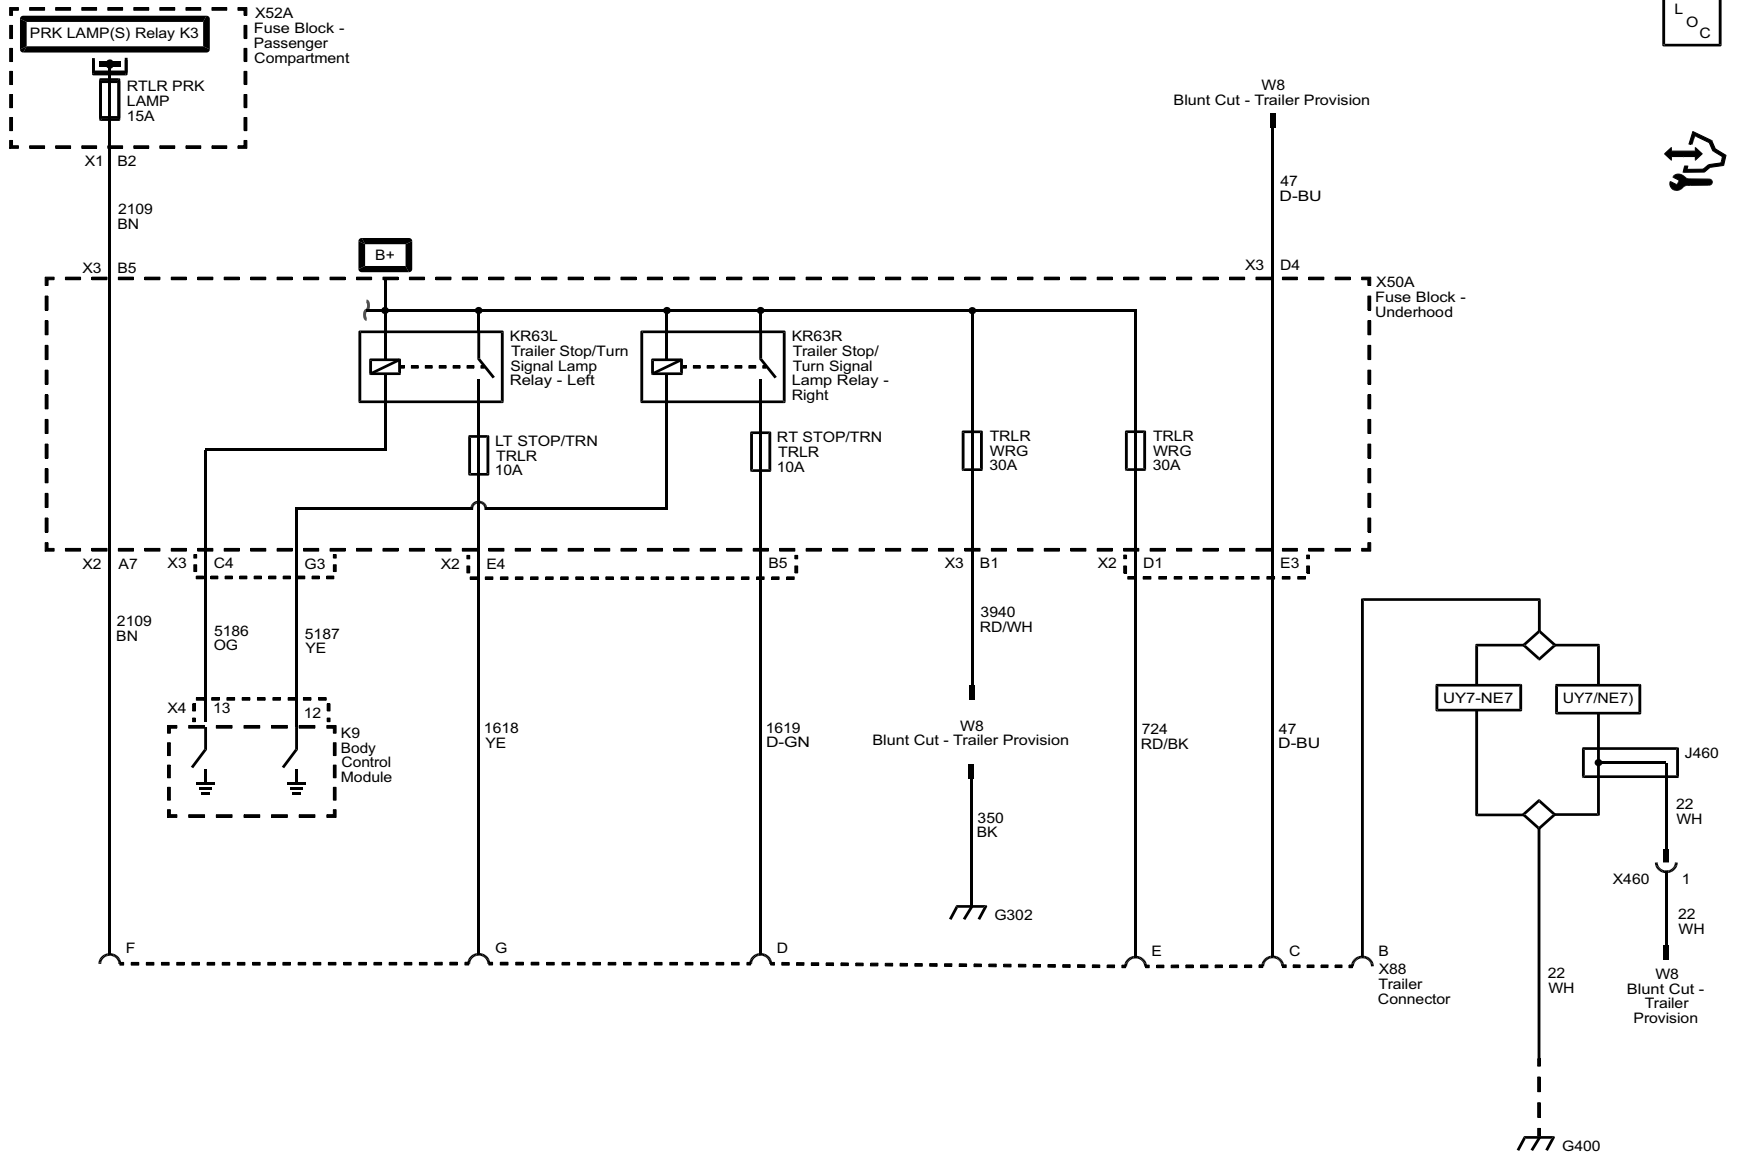 X52A
Fuse Block -
Passenger
Compartment
PRK LAMP(S) Relay K3
RTLR PRK
LAMP
15A
L
O
C
W8
Blunt Cut - Trailer Provision
X1 B2
47
D-BU
2109
BN
B+
X3 B5
X3 D4
X50A
Fuse Block -
Underhood
KR63L
Trailer Stop/Turn
Signal Lamp
Relay - Left
KR63R
Trailer Stop/
Turn Signal
Lamp Relay -
Right
LT STOP/TRN
TRLR
10A
RT STOP/TRN
TRLR
10A
TRLR
WRG
30A
TRLR
WRG
30A
X2 A7 X3 C4 G3 X2 E4 B5 X3 B1 X2 D1 E3
2109
BN
5186
OG
5187
YE
3940
RD/WH
X4 13 12
K9
Body
Control
Module
1618
YE
1619
D-GN
W8
Blunt Cut - Trailer Provision
724
RD/BK
47
D-BU
UY7-NE7
UY7/NE7)
J460
22
WH
350
BK
X460 1
22
WH
G302
F G D E C B
X88
Trailer
Connector
22
WH
W8
Blunt Cut -
Trailer
Provision
G400